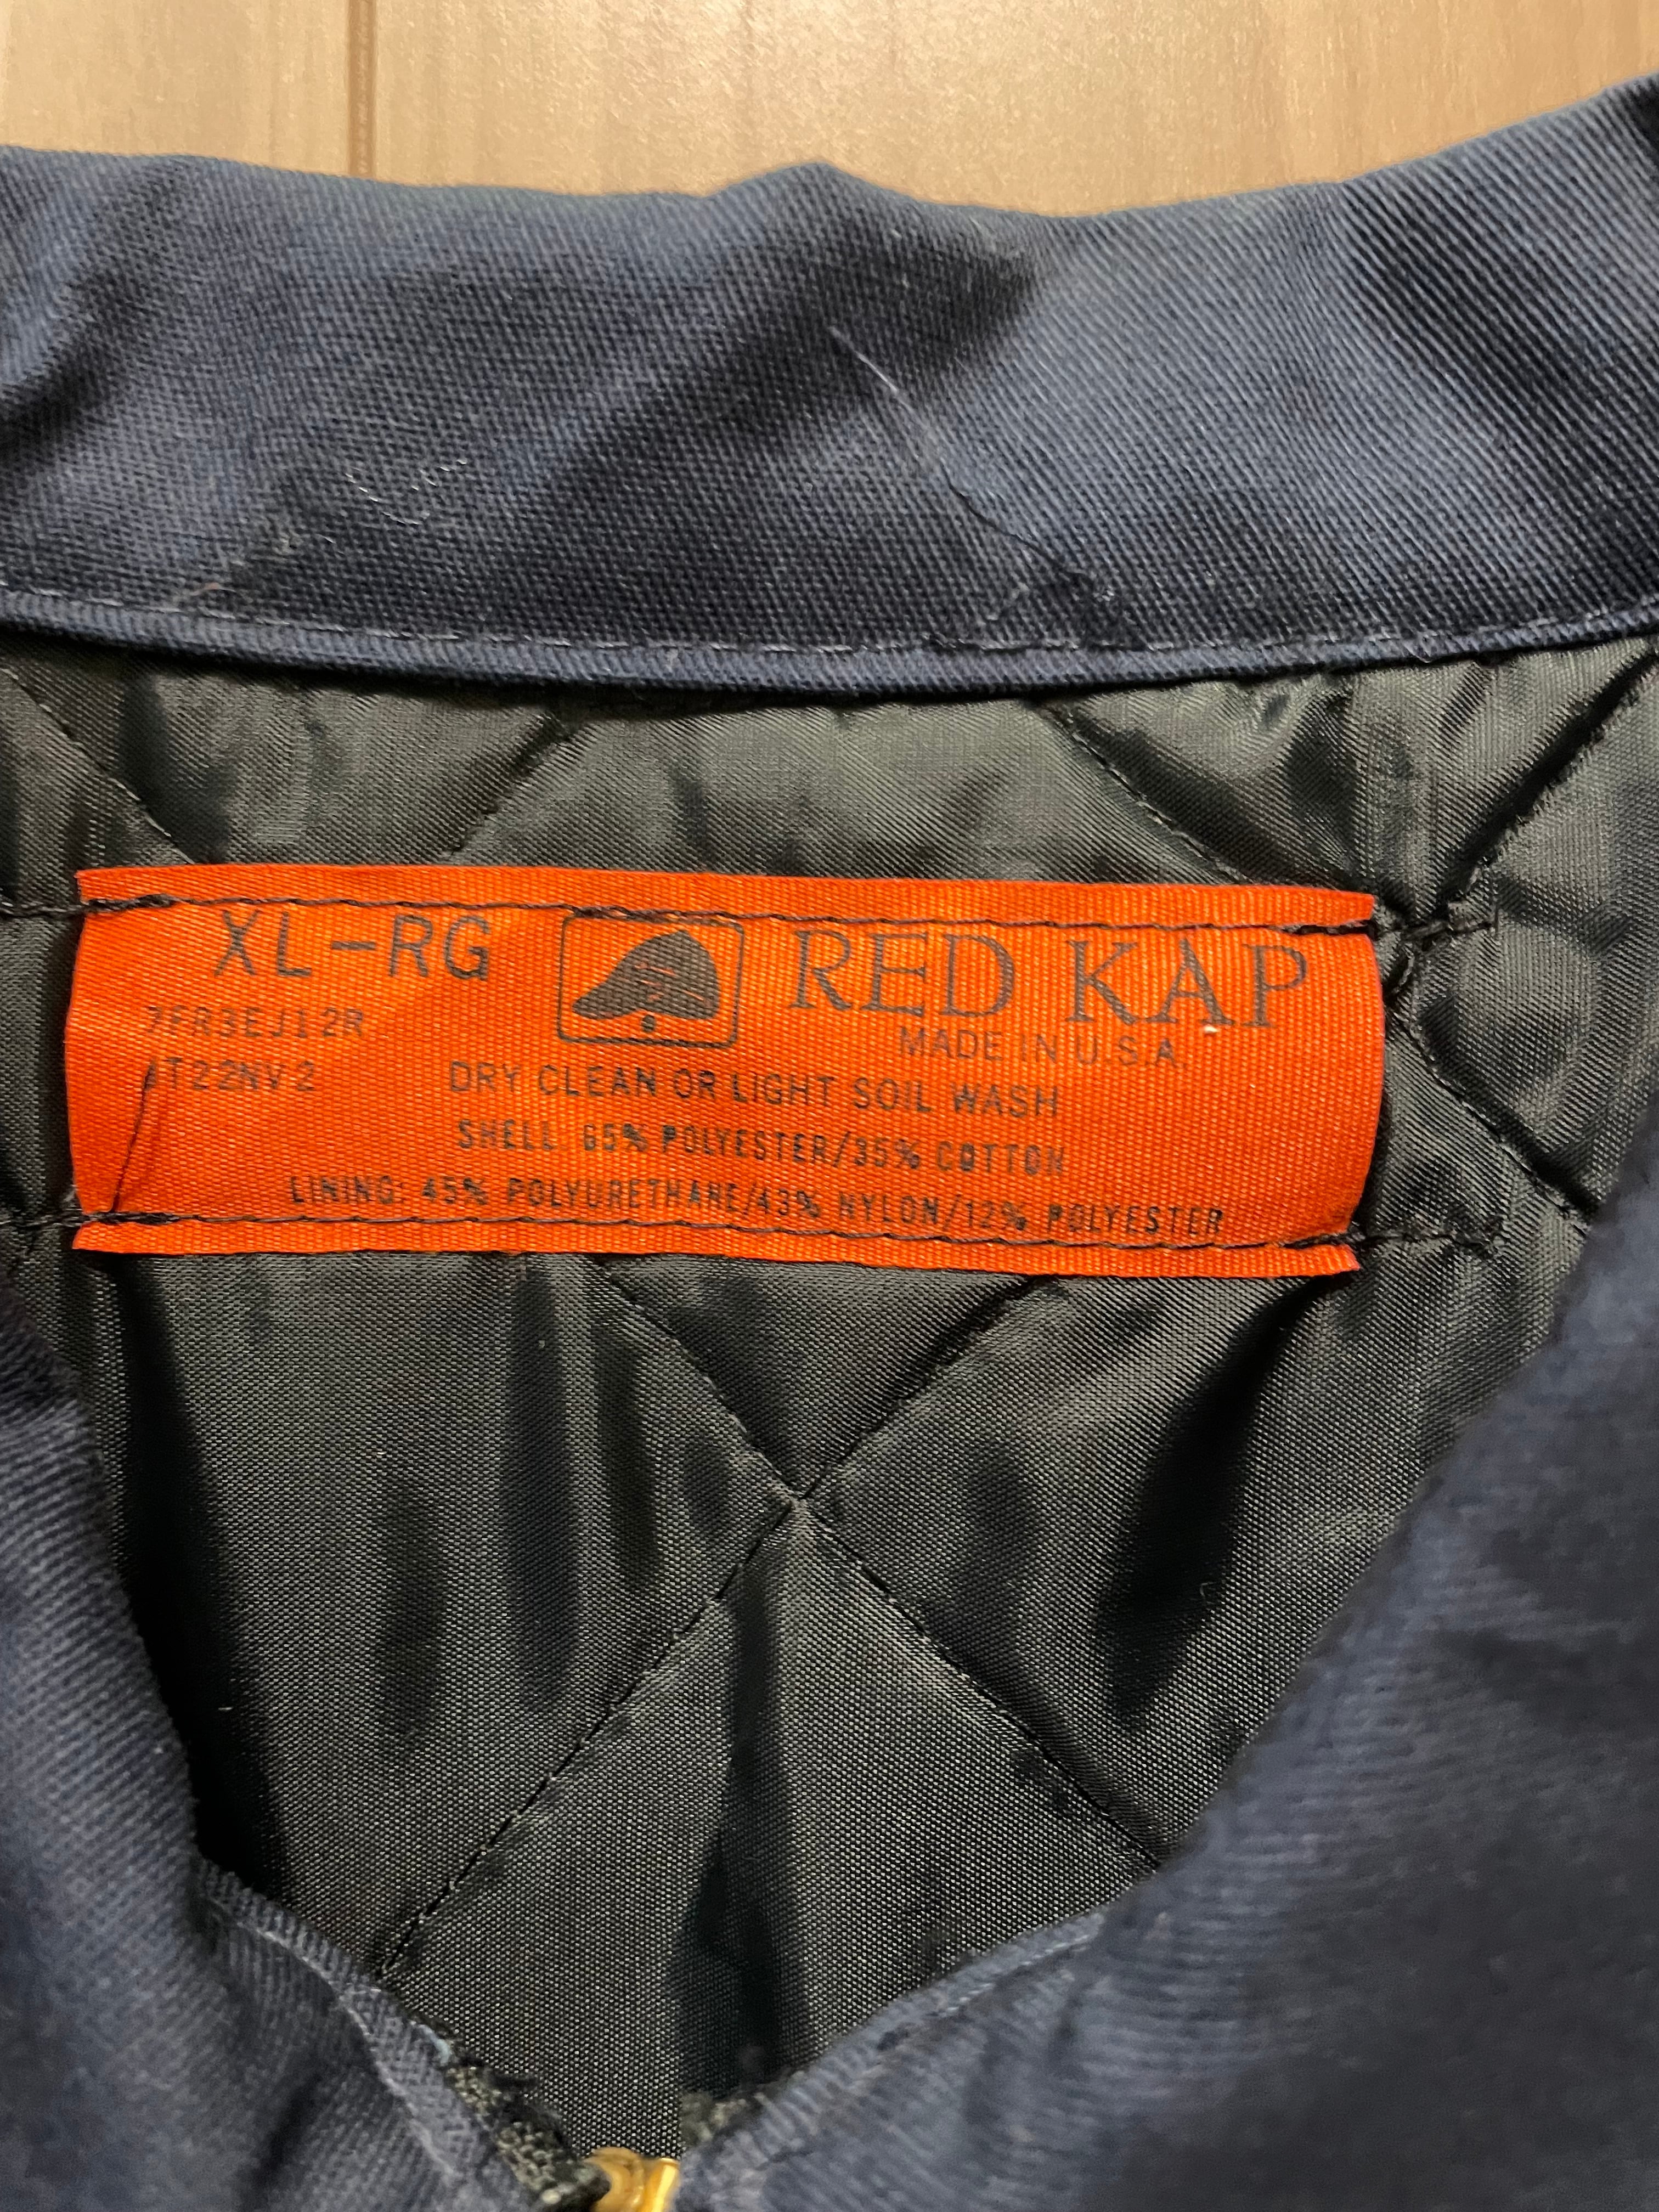 XL-RG RED KAP
7FR3EJ12R MADE IN U.S.A.
DRY CLEAN OR LIGHT SOIL WASH
SHELL: 65% POLYESTER/35% COTTON
LINING: 45% POLYURETHANE/43% NYLON/12% POLYESTER